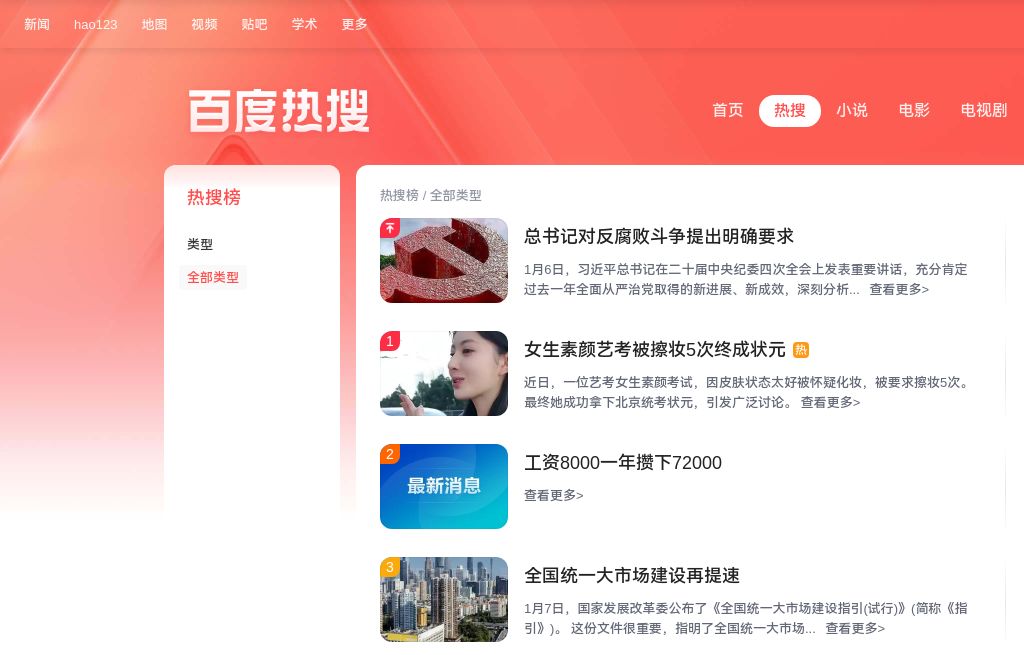 新闻 hao123 地图 视频 贴吧 学术 更多
百度热搜
首页 热搜 小说 电影 电视剧
热搜榜
类型
全部类型
热搜榜 / 全部类型
总书记对反腐败斗争提出明确要求
1月6日，习近平总书记在二十届中央纪委四次全会上发表重要讲话，充分肯定
过去一年全面从严治党取得的新进展、新成效，深刻分析... 查看更多>
1
女生素颜艺考被擦妆5次终成状元 热
近日，一位艺考女生素颜考试，因皮肤状态太好被怀疑化妆，被要求擦妆5次。
最终她成功拿下北京统考状元，引发广泛讨论。 查看更多>
2
最新消息
工资8000一年攒下72000
查看更多>
3
全国统一大市场建设再提速
1月7日，国家发展改革委公布了《全国统一大市场建设指引(试行)》(简称《指
引》)。 这份文件很重要，指明了全国统一大市场... 查看更多>